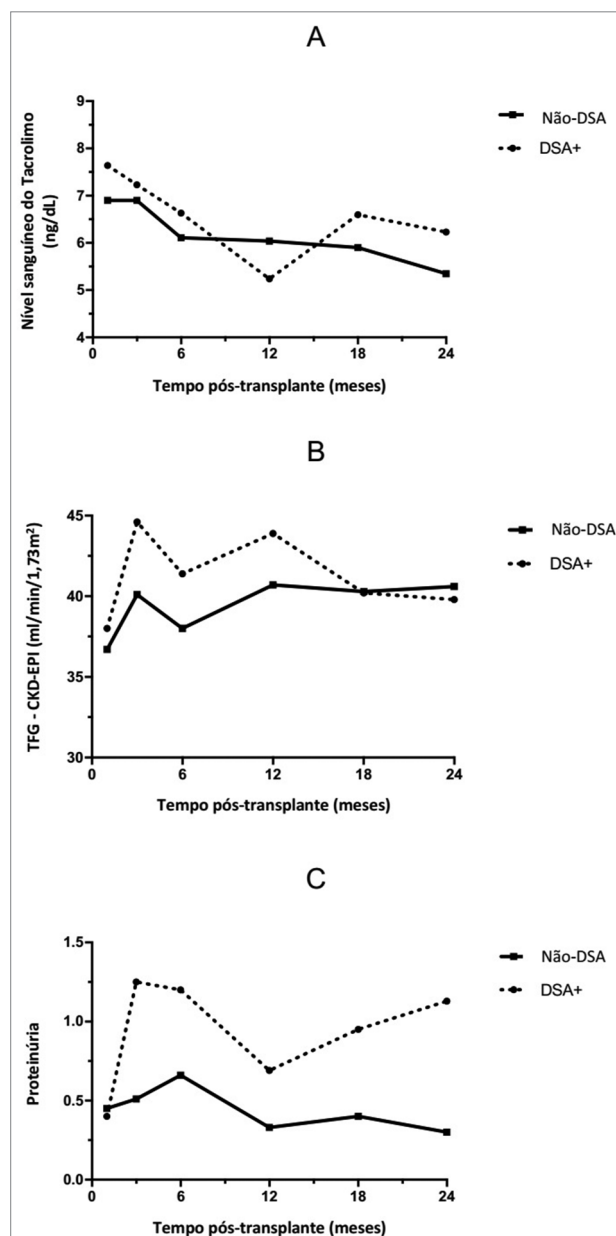 A
Nível sanguíneo do Tacrolimo
(ng/dL)
9
8
7
6
5
4
0
6
12
18
24
Tempo pós-transplante (meses)
Não-DSA
DSA+
B
TFG - CKD-EPI (ml/min/1,73m²)
45
40
35
30
0
6
12
18
24
Tempo pós-transplante (meses)
Não-DSA
DSA+
C
Proteinúria
1.5
1.0
0.5
0.0
0
6
12
18
24
Tempo pós-transplante (meses)
Não-DSA
DSA+